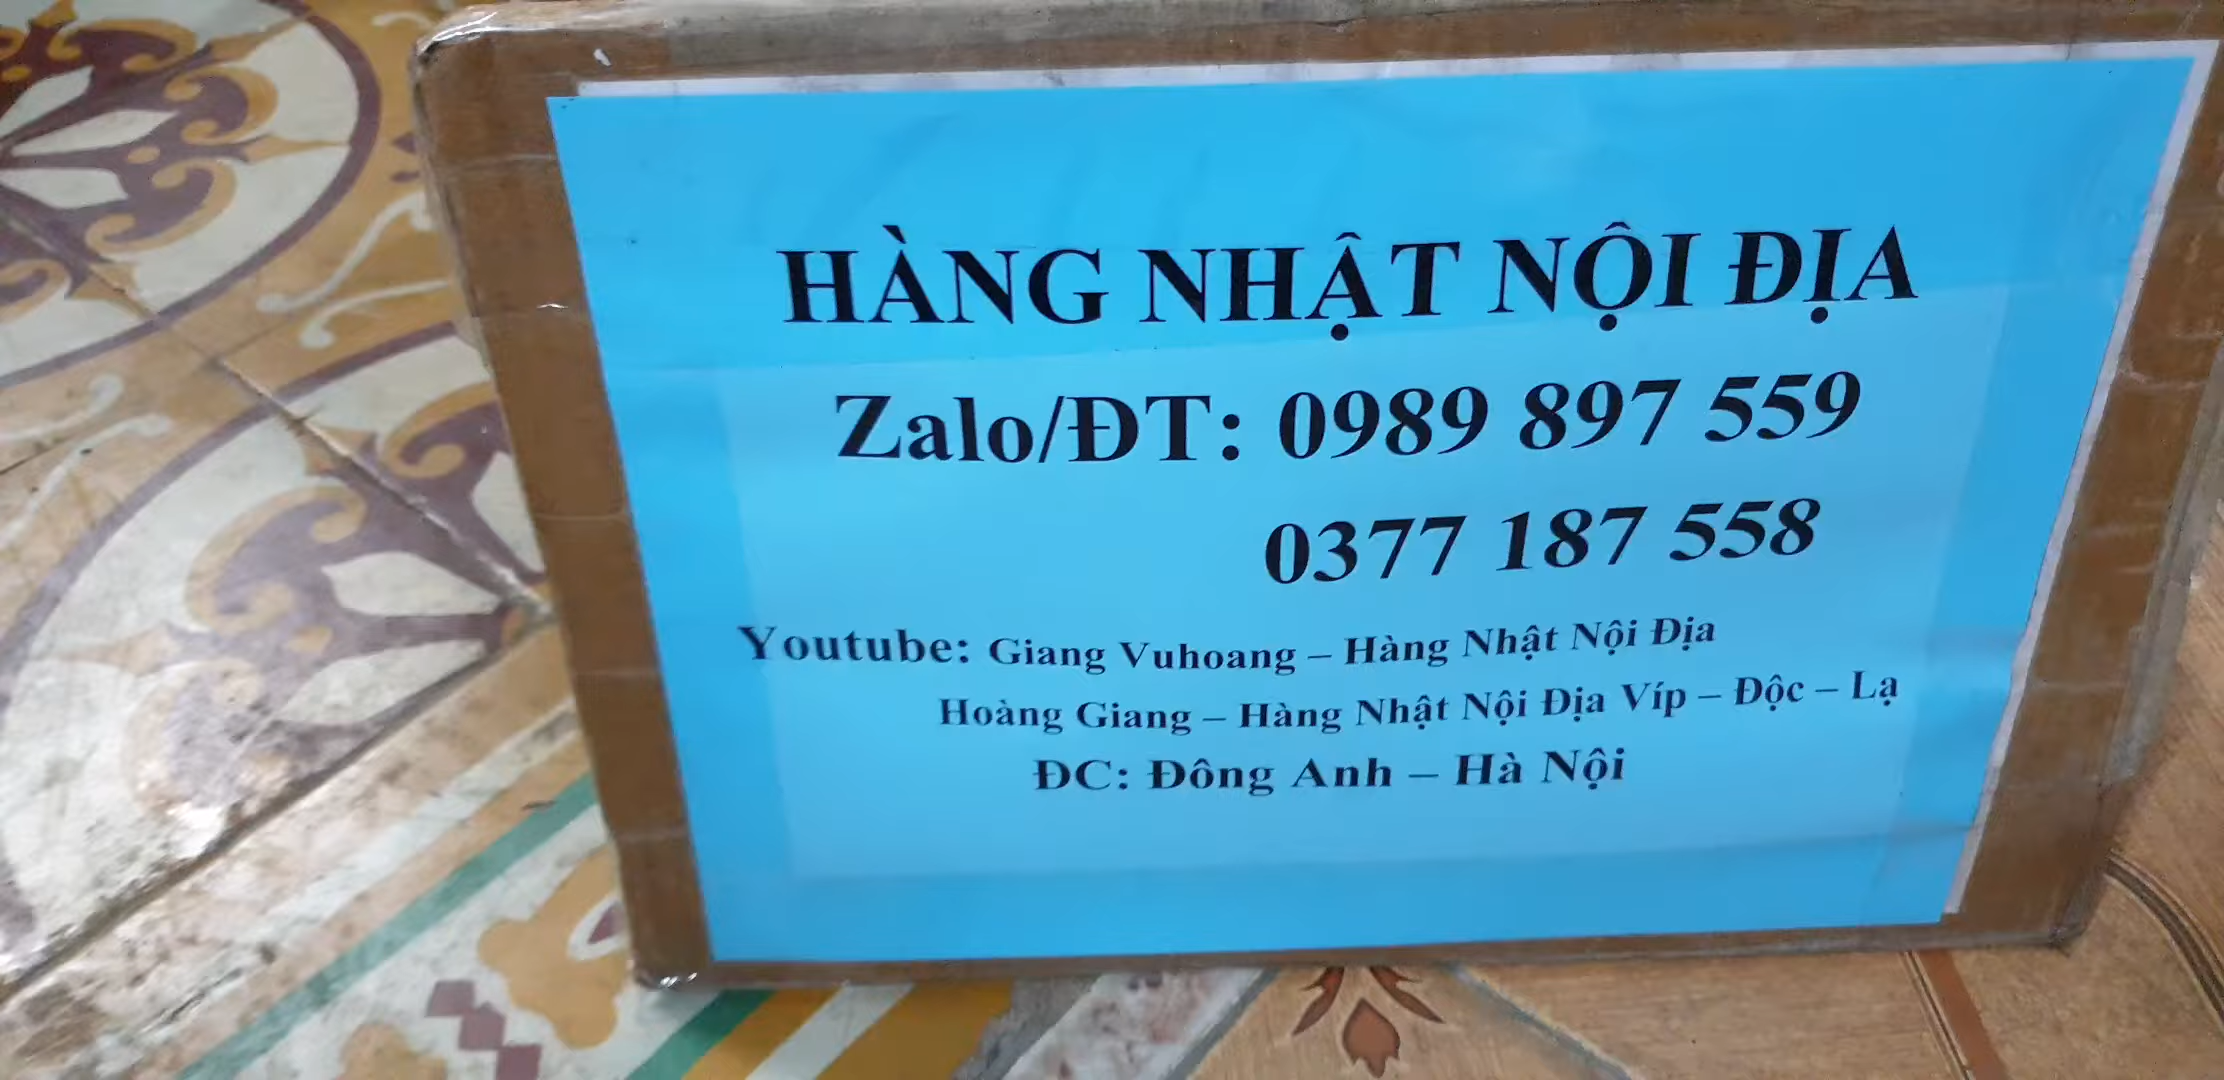 HÀNG NHẬT NỘI ĐỊA
Zalo/ĐT: 0989 897 559
0377 187 558
Youtube: Giang Vuhoang – Hàng Nhật Nội Địa
Hoàng Giang – Hàng Nhật Nội Địa Víp – Độc – Lạ
ĐC: Đông Anh – Hà Nội